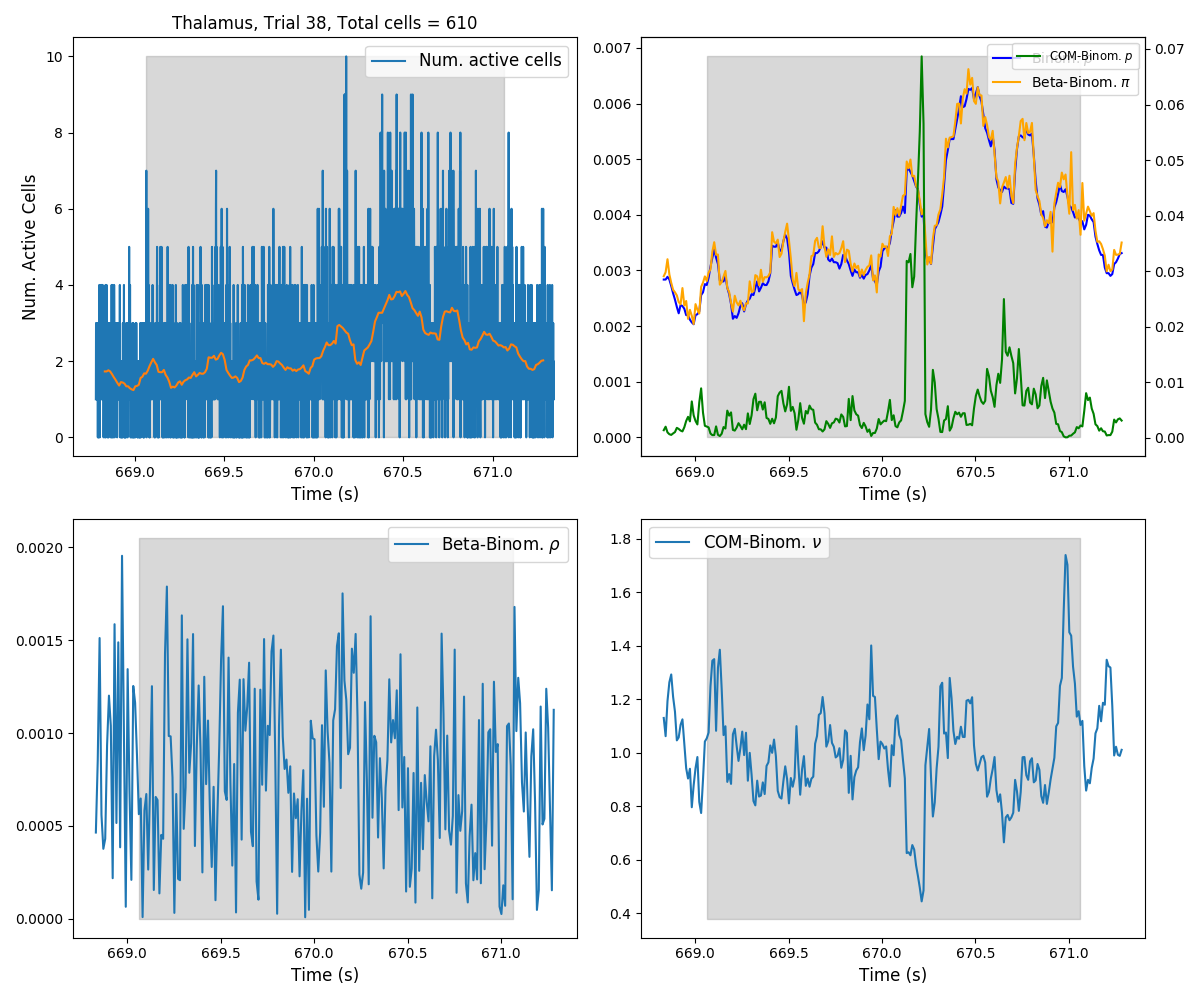 Thalamus, Trial 38, Total cells = 610
Num. Active Cells
10
8
6
4
2
0
Num. active cells
669.0 669.5 670.0 670.5 671.0
Time (s)
0.007
0.006
0.005
0.004
0.003
0.002
0.001
0.000
COM-Binom. p
Beta-Binom. π
0.07
0.06
0.05
0.04
0.03
0.02
0.01
0.00
669.0 669.5 670.0 670.5 671.0
Time (s)
0.0020
0.0015
0.0010
0.0005
0.0000
Beta-Binom. ρ
669.0 669.5 670.0 670.5 671.0
Time (s)
1.8
1.6
1.4
1.2
1.0
0.8
0.6
0.4
COM-Binom. ν
669.0 669.5 670.0 670.5 671.0
Time (s)